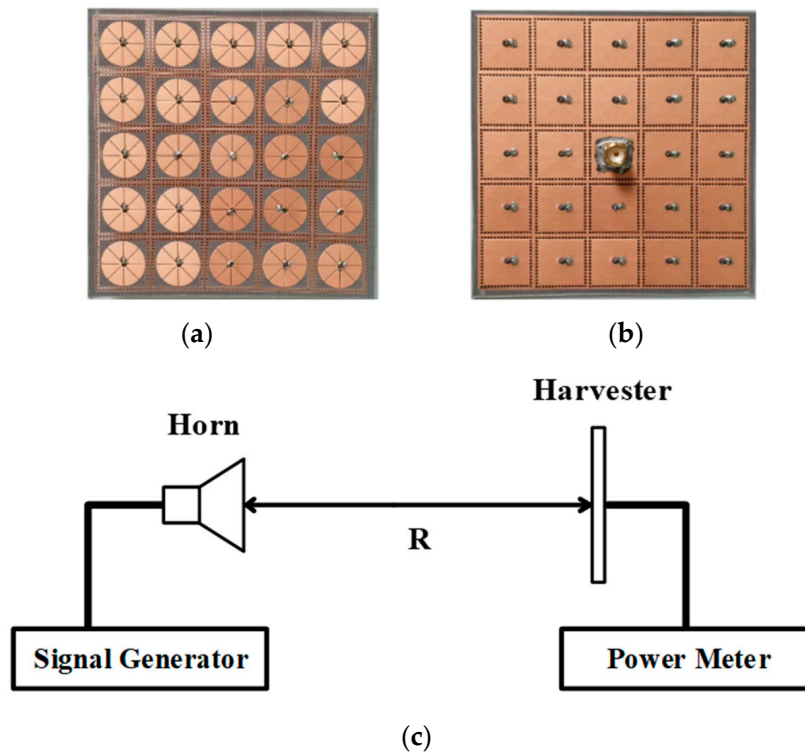 (a)
(b)
Harvester
Horn
R
Signal Generator
Power Meter
(c)